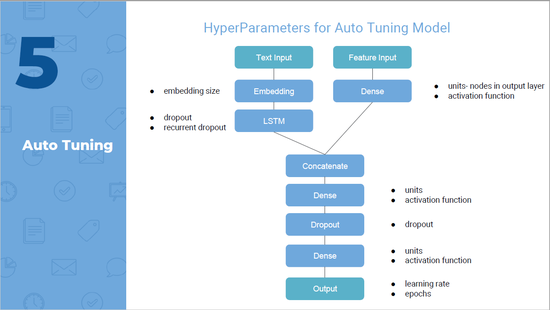 5
Auto Tuning
HyperParameters for Auto Tuning Model
Text Input
Feature Input
● embedding size
Embedding
Dense
● units- nodes in output layer
● activation function
● dropout
● recurrent dropout
LSTM
Concatenate
Dense
● units
● activation function
Dropout
● dropout
Dense
● units
● activation function
Output
● learning rate
● epochs